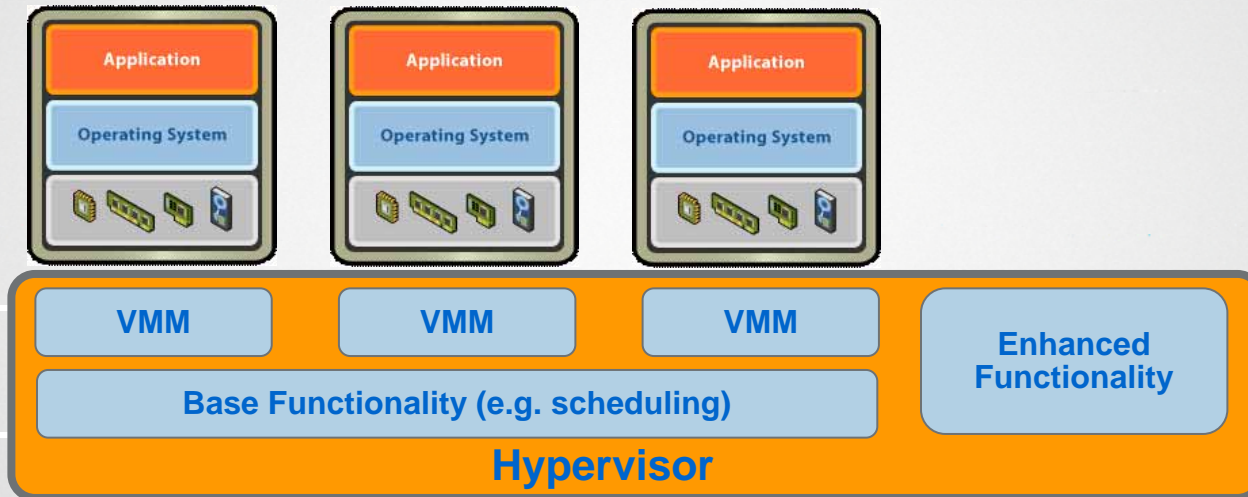 Application
Application
Application
Operating System
Operating System
Operating System
VMM
VMM
VMM
Enhanced
Functionality
Base Functionality (e.g. scheduling)
Hypervisor